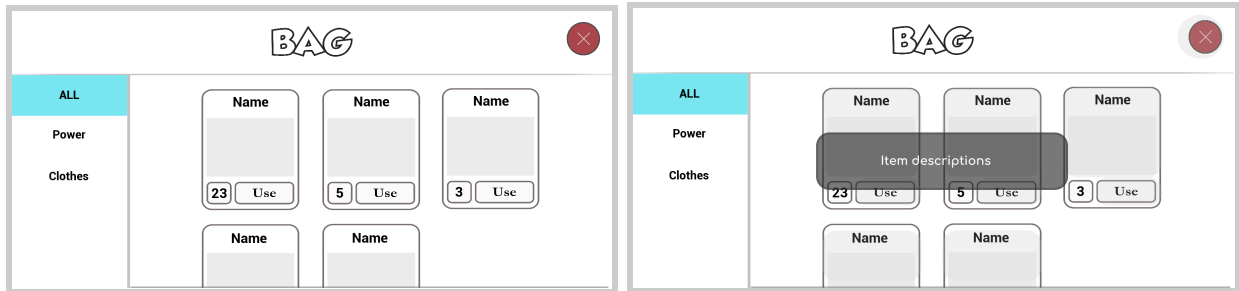 BAG
ALL
Power
Clothes
Name Name Name
23 Use 5 Use 3 Use
Name Name
BAG
ALL
Power
Clothes
Name Name Name
Item descriptions
23 Use 5 Use 3 Use
Name Name